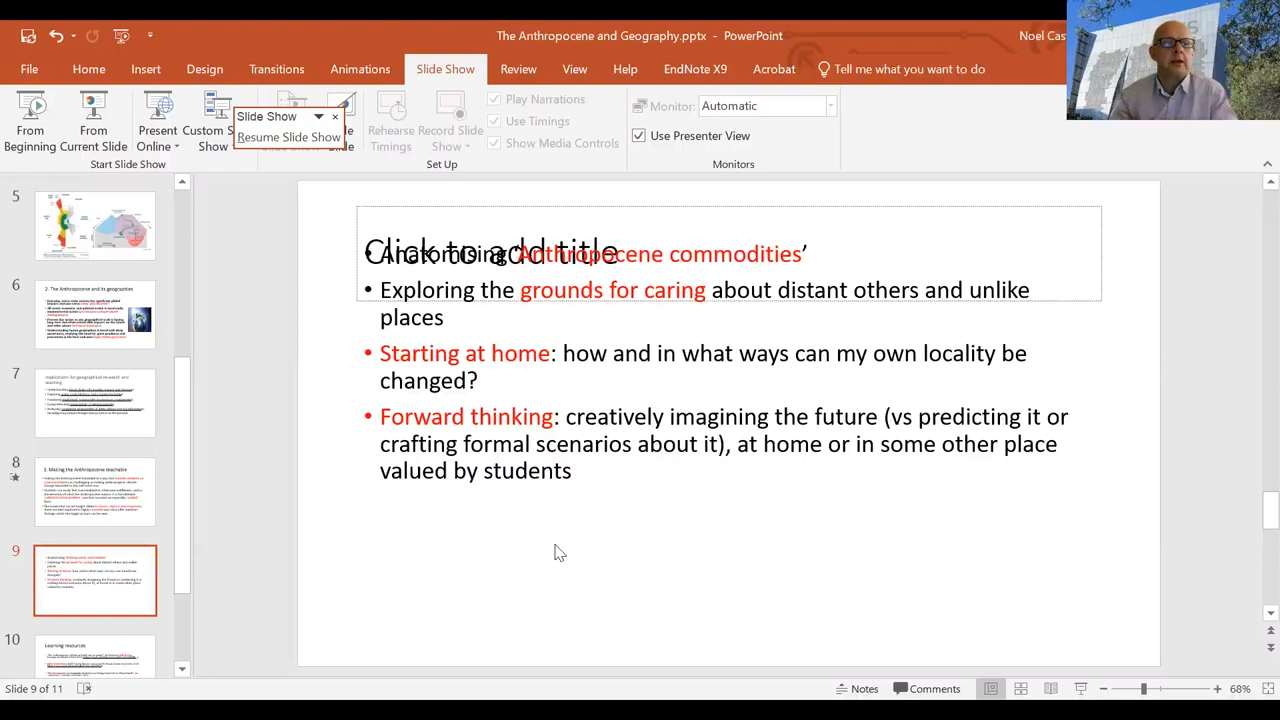 The Anthropocene and Geography.pptx - PowerPoint
Noel Cas
File Home Insert Design Transitions Animations Slide Show Review View Help EndNote X9 Acrobat Tell me what you want to do
From Beginning
From Current Slide
Present Online
Custom Slide Show
Slide Show
Resume Slide Show
Rehearse Timings
Record Slide Show
Play Narrations
Use Timings
Show Media Controls
Monitor: Automatic
Use Presenter View
Start Slide Show
Set Up
Monitors
5
6
2. The Anthropocene and its geographies
7
Implications for geographical research and teaching
8
3. Making the Anthropocene teachable
9
10
Learning resources
Click to add title
• Anatomising 'Anthropocene commodities'
• Exploring the grounds for caring about distant others and unlike
places
• Starting at home: how and in what ways can my own locality be
changed?
• Forward thinking: creatively imagining the future (vs predicting it or
crafting formal scenarios about it), at home or in some other place
valued by students
Slide 9 of 11
Notes
Comments
68%